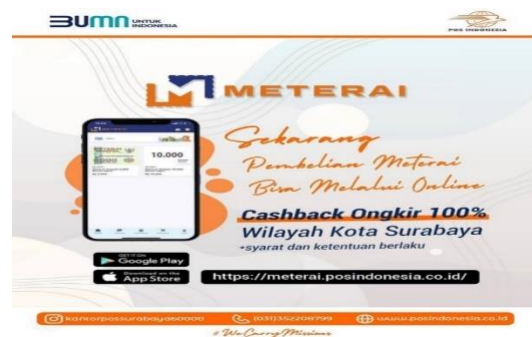 BUMN UNTUK INDONESIA
POS INDONESIA
METERAI
Sekarang
Pembelian Meterai
Bisa Melalui Online
10.000
Cashback Ongkir 100%
Wilayah Kota Surabaya
*syarat dan ketentuan berlaku
GET IT ON
Google Play
Download on the
App Store
https://meterai.posindonesia.co.id/
kantorpossurabaya60000
(031)352208799
www.posindonesia.co.id
#WeCarryMissions